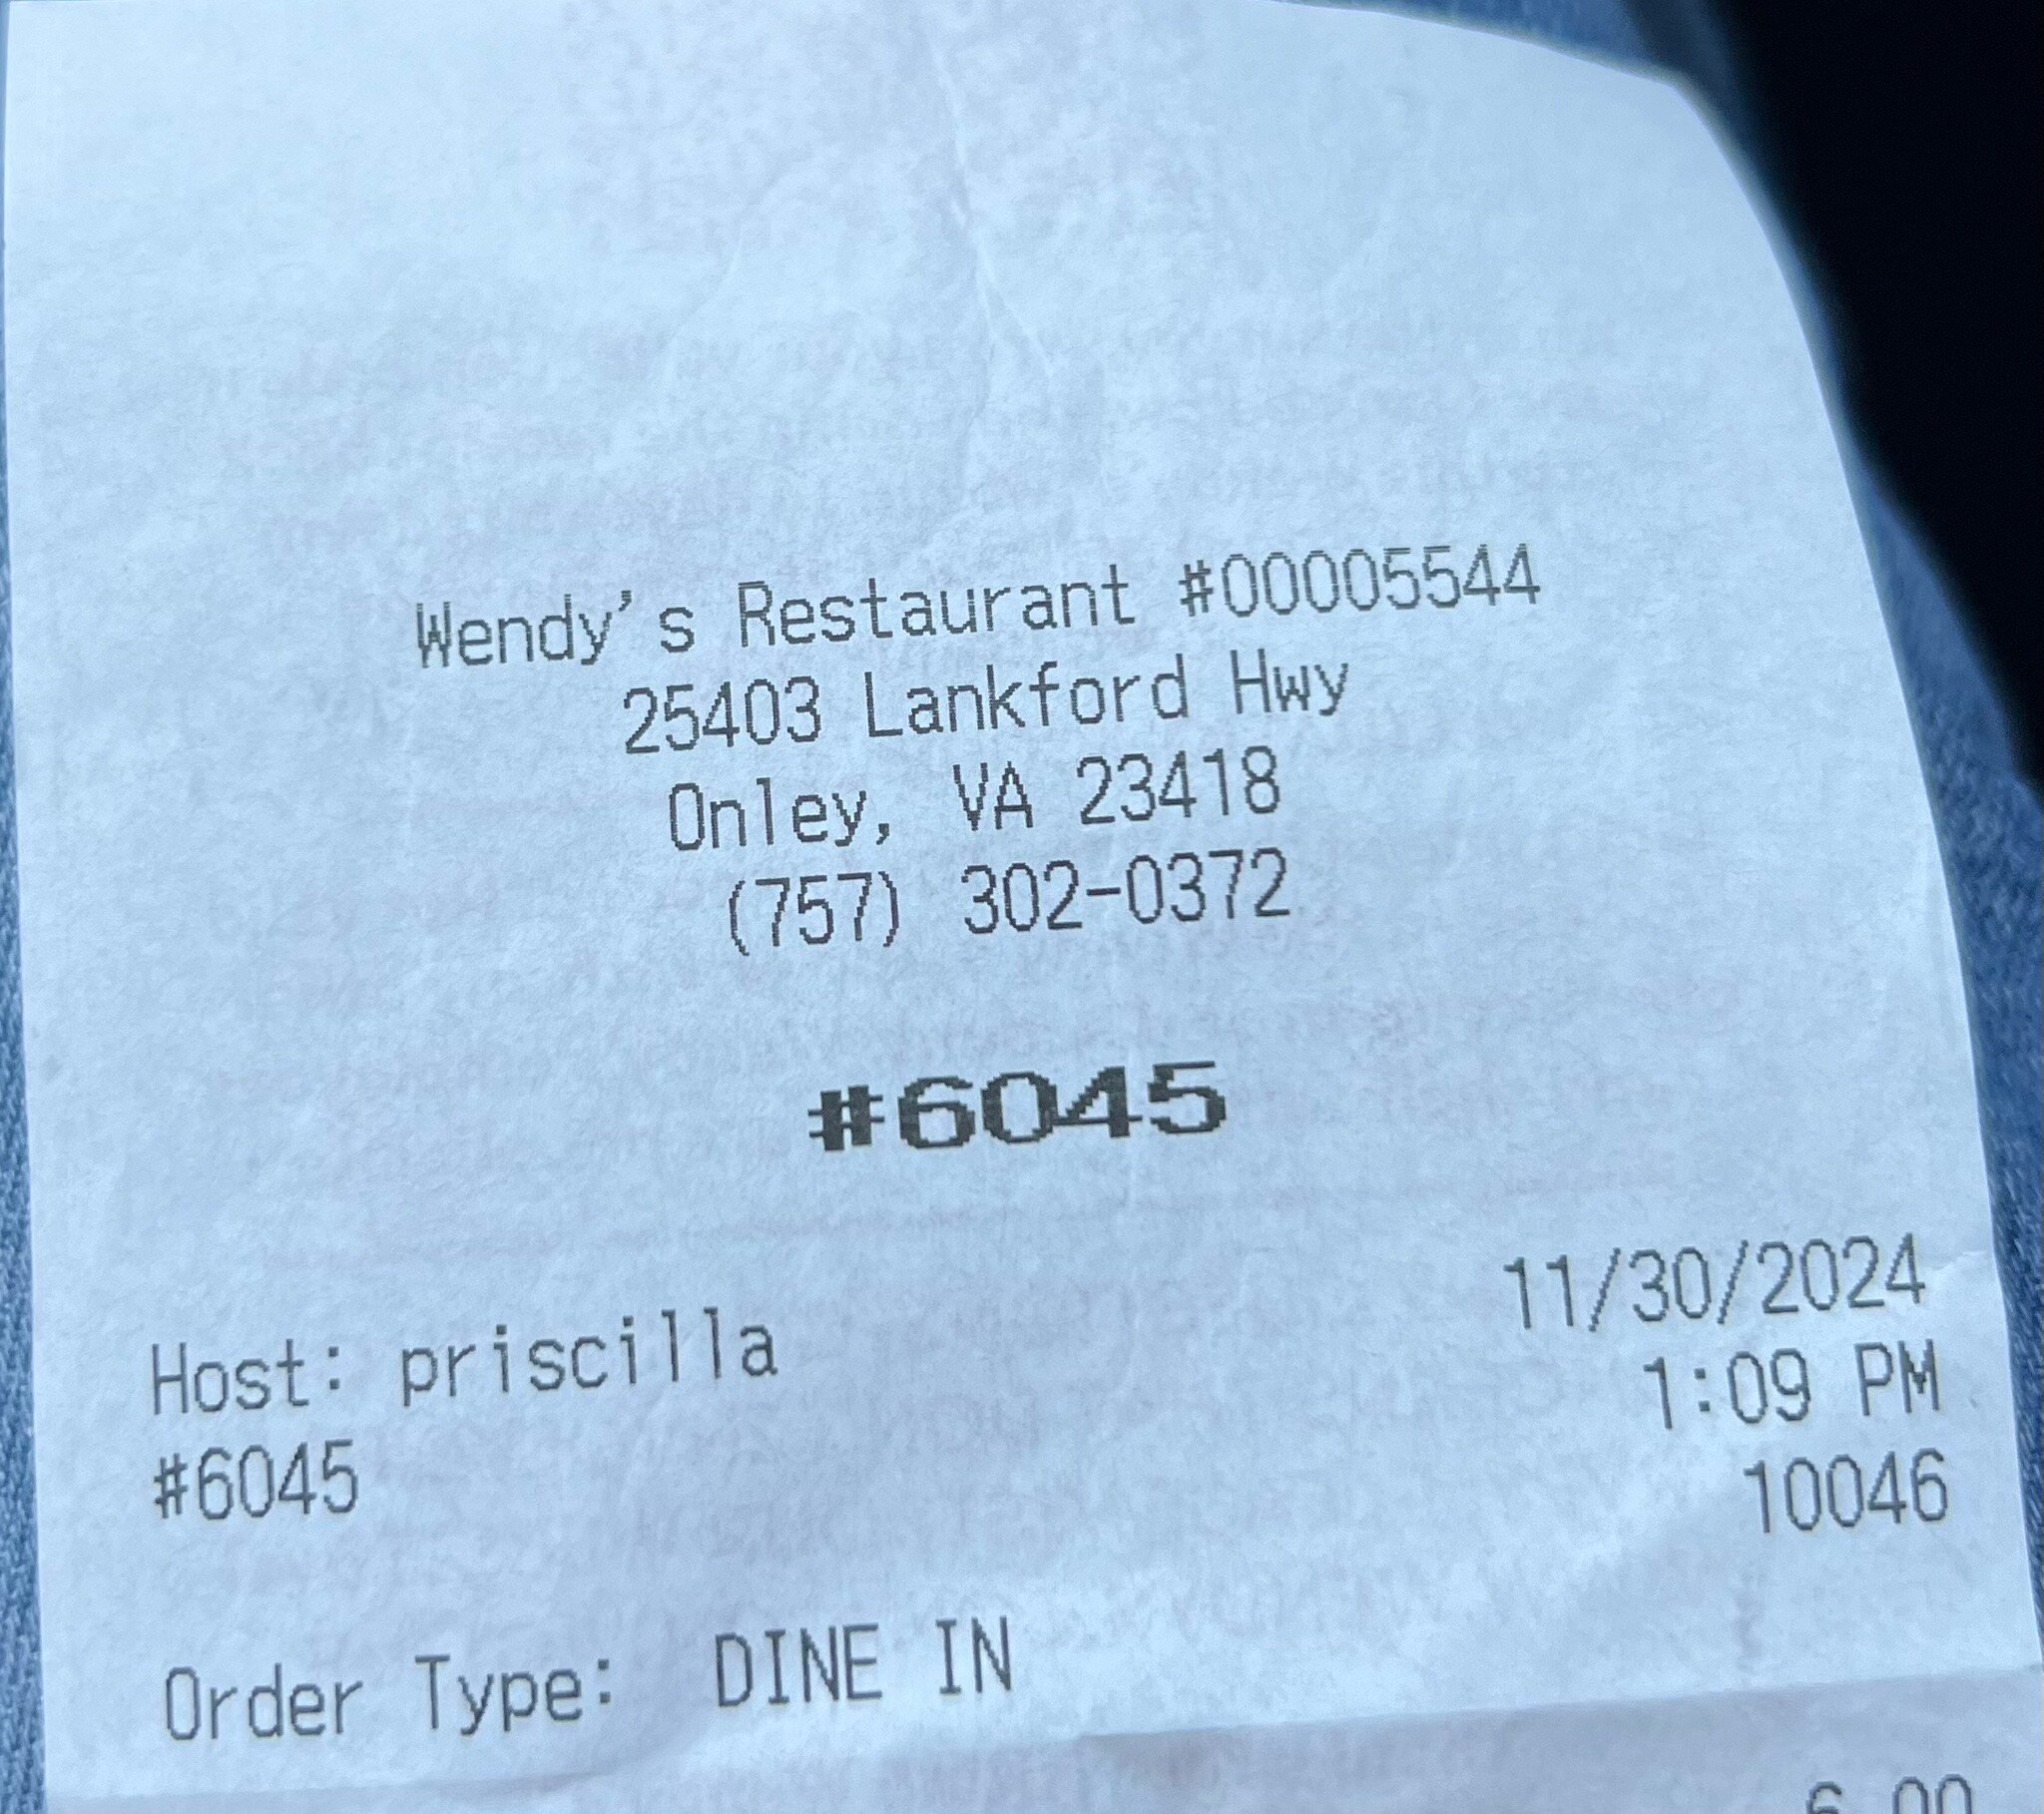 Wendy's Restaurant #00005544
25403 Lankford Hwy
Onley, VA 23418
(757) 302-0372
#6045
11/30/2024
Host: priscilla
1:09 PM
#6045
10046
Order Type: DINE IN